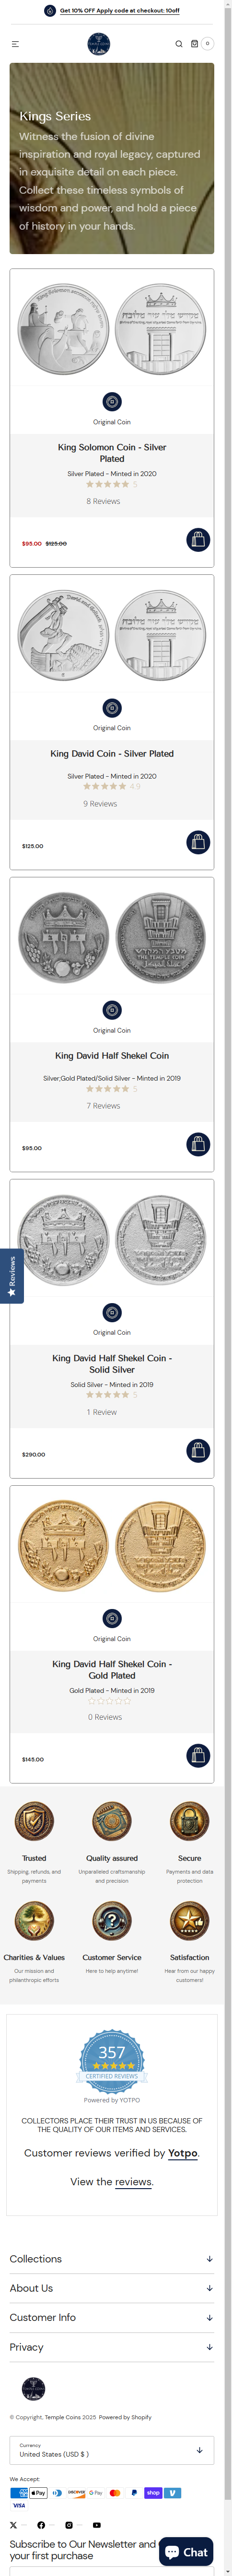 Get 10% OFF Apply code at checkout: 10off
0
Kings Series
Witness the fusion of divine
inspiration and royal legacy, captured
in exquisite detail on each piece.
Collect these timeless symbols of
wisdom and power, and hold a piece
of history in your hands.
Original Coin
King Solomon Coin - Silver
Plated
Silver Plated - Minted in 2020
5
8 Reviews
$95.00 $125.00
Original Coin
King David Coin - Silver Plated
Silver Plated - Minted in 2020
4.9
9 Reviews
$125.00
Original Coin
King David Half Shekel Coin
Silver;Gold Plated/Solid Silver - Minted in 2019
5
7 Reviews
$95.00
Reviews
Original Coin
King David Half Shekel Coin -
Solid Silver
Solid Silver - Minted in 2019
5
1 Review
$290.00
Original Coin
King David Half Shekel Coin -
Gold Plated
Gold Plated - Minted in 2019
0 Reviews
$145.00
Trusted
Shipping, refunds, and
payments
Quality assured
Unparalleled craftsmanship
and precision
Secure
Payments and data
protection
Charities & Values
Our mission and
philanthropic efforts
Customer Service
Here to help anytime!
Satisfaction
Hear from our happy
customers!
357
CERTIFIED REVIEWS
Powered by YOTPO
COLLECTORS PLACE THEIR TRUST IN US BECAUSE OF
THE QUALITY OF OUR ITEMS AND SERVICES.
Customer reviews verified by Yotpo.
View the reviews.
Collections
About Us
Customer Info
Privacy
© Copyright, Temple Coins 2025 Powered by Shopify
Currency
United States (USD $ )
We Accept:
Pay
DISCOVER
G Pay
shop
VISA
Subscribe to Our Newsletter and
your first purchase
Chat